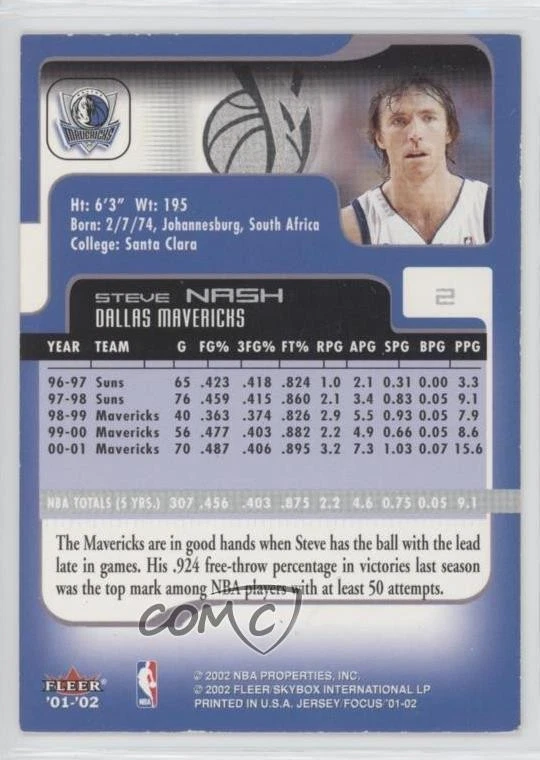 MAVERICKS
Ht: 6'3" Wt: 195
Born: 2/7/74, Johannesburg, South Africa
College: Santa Clara
2
STEVE NASH
DALLAS MAVERICKS
YEAR TEAM G FG% 3FG% FT% RPG APG SPG BPG PPG
96-97 Suns 65 .423 .418 .824 1.0 2.1 0.31 0.00 3.3
97-98 Suns 76 .459 .415 .860 2.1 3.4 0.83 0.05 9.1
98-99 Mavericks 40 .363 .374 .826 2.9 5.5 0.93 0.05 7.9
99-00 Mavericks 56 .477 .403 .882 2.2 4.9 0.66 0.05 8.6
00-01 Mavericks 70 .487 .406 .895 3.2 7.3 1.03 0.07 15.6
NBA TOTALS (5 YRS.) 307 .456 .403 .875 2.2 4.6 0.75 0.05 9.1
The Mavericks are in good hands when Steve has the ball with the lead
late in games. His .924 free-throw percentage in victories last season
was the top mark among NBA players with at least 50 attempts.
COMC
FLEER
'01-'02
NBA
© 2002 NBA PROPERTIES, INC.
© 2002 FLEER/SKYBOX INTERNATIONAL LP
PRINTED IN U.S.A. JERSEY/FOCUS '01-02